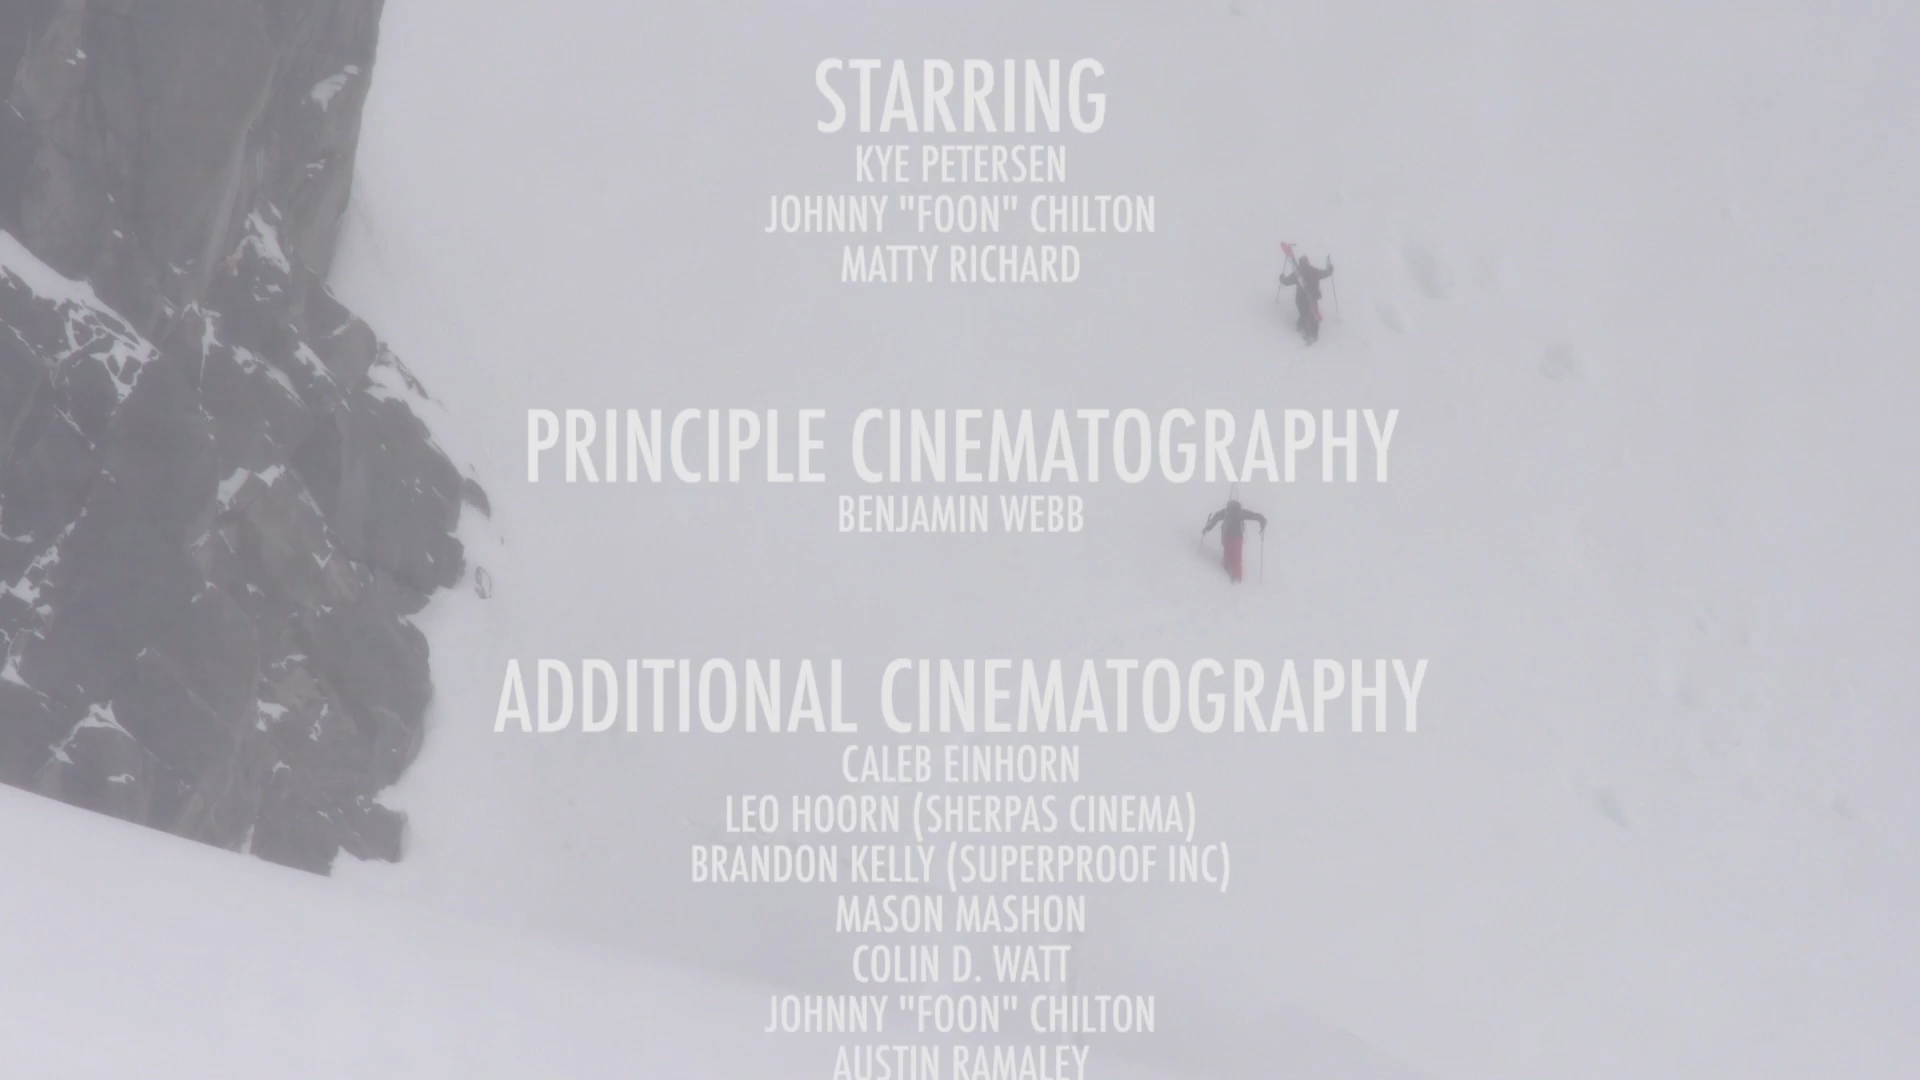 STARRING
KYE PETERSEN
JOHNNY "FOON" CHILTON
MATTY RICHARD
PRINCIPLE CINEMATOGRAPHY
BENJAMIN WEBB
ADDITIONAL CINEMATOGRAPHY
CALEB EINHORN
LEO HOORN (SHERPAS CINEMA)
BRANDON KELLY (SUPERPROOF INC)
MASON MASHON
COLIN D. WATT
JOHNNY "FOON" CHILTON
AUSTIN RAMALEY